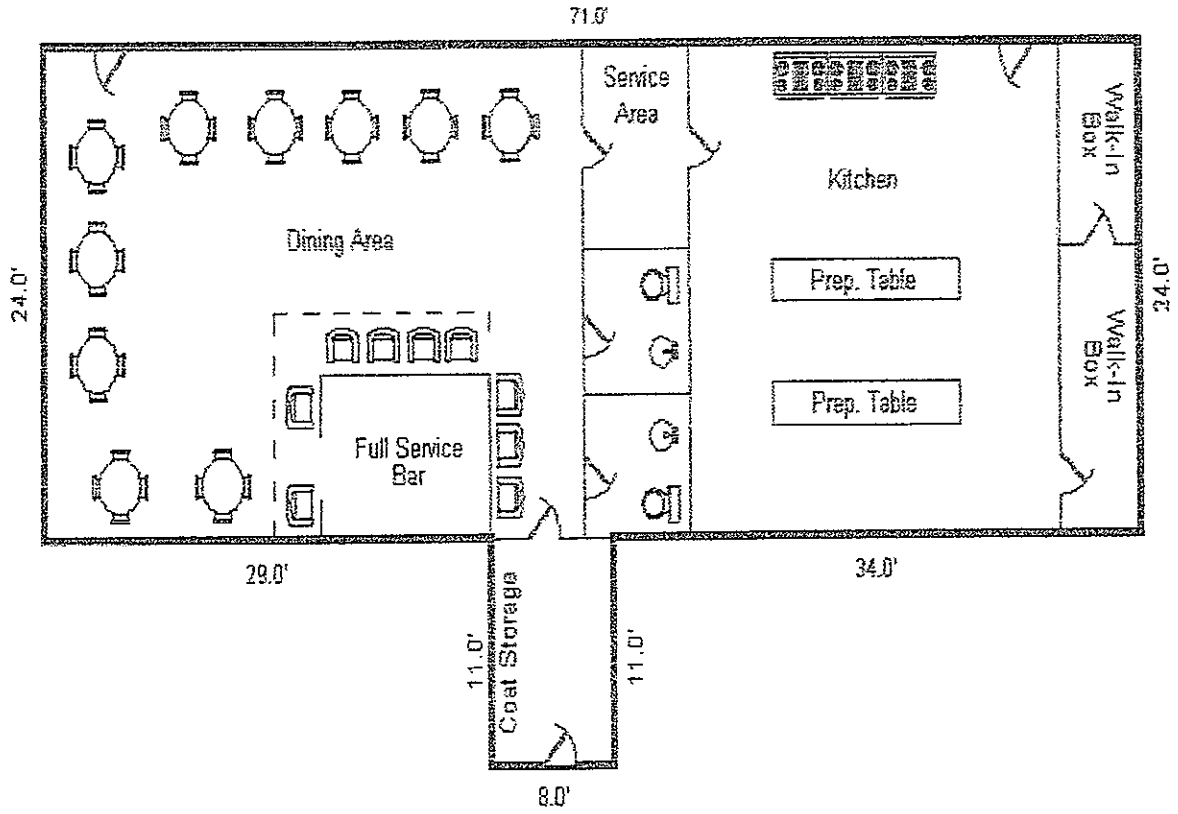 71.0'
Service
Area
Walk-In
Box
Kitchen
Dining Area
24.0'
Prep. Table
24.0'
Walk-In
Box
Prep. Table
Full Service
Bar
29.0'
34.0'
11.0'
Coat Storage
11.0'
8.0'